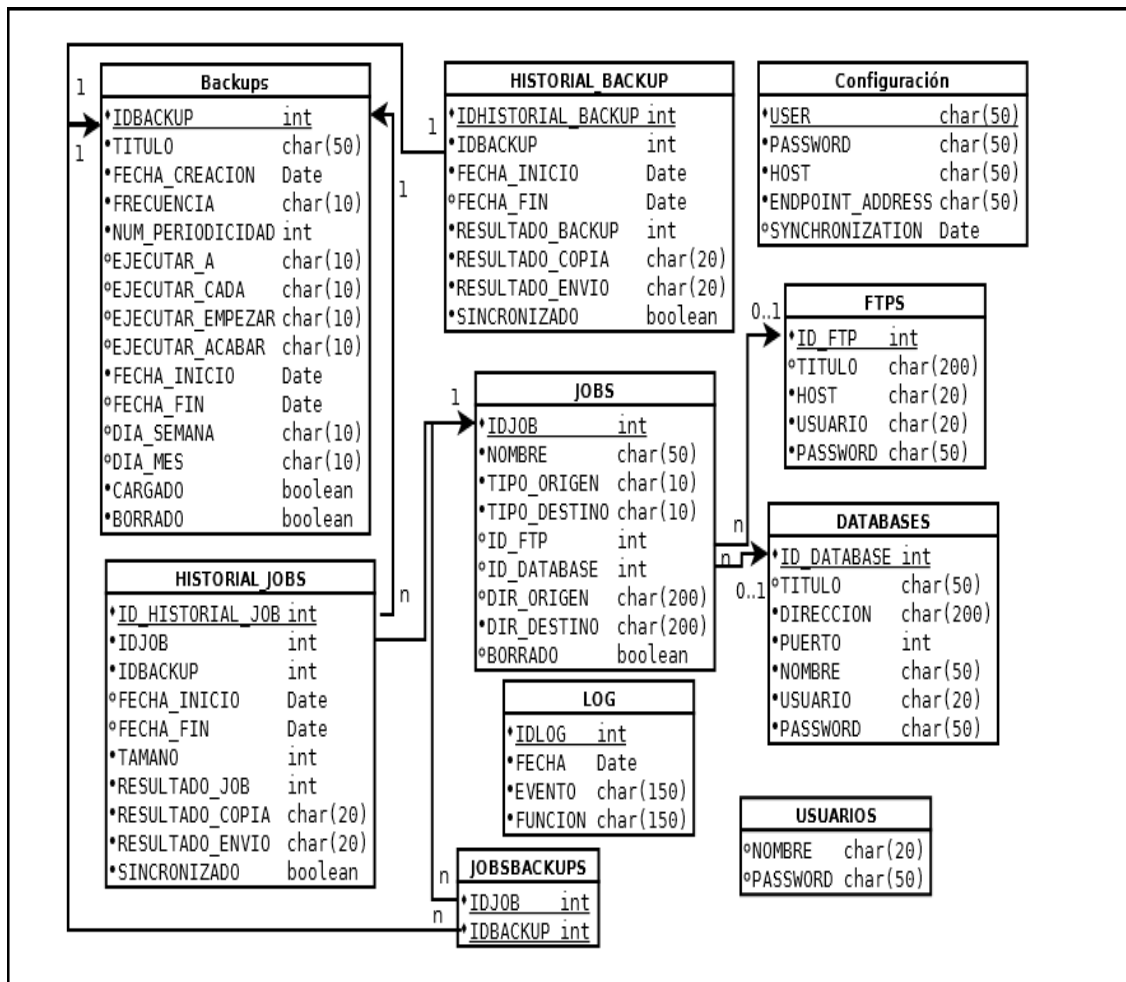 Backups
IDBACKUP int
TITULO char(50)
FECHA_CREACION Date
FRECUENCIA char(10)
NUM_PERIODICIDAD int
EJECUTAR_A char(10)
EJECUTAR_CADA char(10)
EJECUTAR_EMPEZAR char(10)
EJECUTAR_ACABAR char(10)
FECHA_INICIO Date
FECHA_FIN Date
DIA_SEMANA char(10)
DIA_MES char(10)
CARGADO boolean
BORRADO boolean
1
1
1
1
HISTORIAL_BACKUP
IDHISTORIAL_BACKUP int
IDBACKUP int
FECHA_INICIO Date
FECHA_FIN Date
RESULTADO_BACKUP int
RESULTADO_COPIA char(20)
RESULTADO_ENVIO char(20)
SINCRONIZADO boolean
Configuración
USER char(50)
PASSWORD char(50)
HOST char(50)
ENDPOINT_ADDRESS char(50)
SYNCHRONIZATION Date
FTPS
ID_FTP int
TITULO char(200)
HOST char(20)
USUARIO char(20)
PASSWORD char(50)
0..1
JOBS
IDJOB int
NOMBRE char(50)
TIPO_ORIGEN char(10)
TIPO_DESTINO char(10)
ID_FTP int
ID_DATABASE int
DIR_ORIGEN char(200)
DIR_DESTINO char(200)
BORRADO boolean
1
n
n
0..1
DATABASES
ID_DATABASE int
TITULO char(50)
DIRECCION char(200)
PUERTO int
NOMBRE char(50)
USUARIO char(20)
PASSWORD char(50)
HISTORIAL_JOBS
ID_HISTORIAL_JOB int
IDJOB int
IDBACKUP int
FECHA_INICIO Date
FECHA_FIN Date
TAMANO int
RESULTADO_JOB int
RESULTADO_COPIA char(20)
RESULTADO_ENVIO char(20)
SINCRONIZADO boolean
n
LOG
IDLOG int
FECHA Date
EVENTO char(150)
FUNCION char(150)
USUARIOS
NOMBRE char(20)
PASSWORD char(50)
JOBSBACKUPS
IDJOB int
IDBACKUP int
n
n